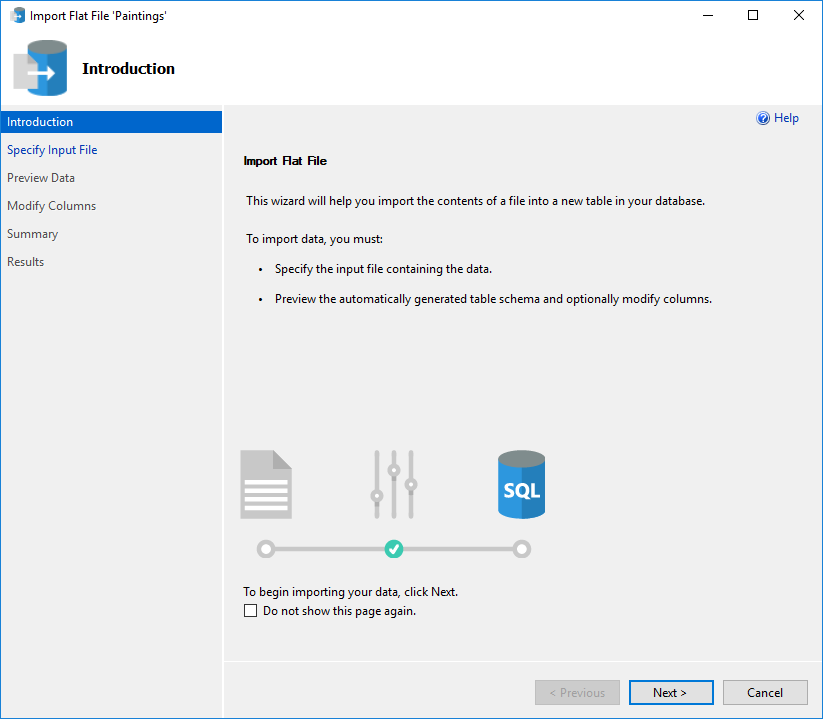 Import Flat File 'Paintings'
Introduction
Introduction
Specify Input File
Preview Data
Modify Columns
Summary
Results
? Help
Import Flat File
This wizard will help you import the contents of a file into a new table in your database.
To import data, you must:
• Specify the input file containing the data.
• Preview the automatically generated table schema and optionally modify columns.
SQL
To begin importing your data, click Next.
Do not show this page again.
< Previous
Next >
Cancel